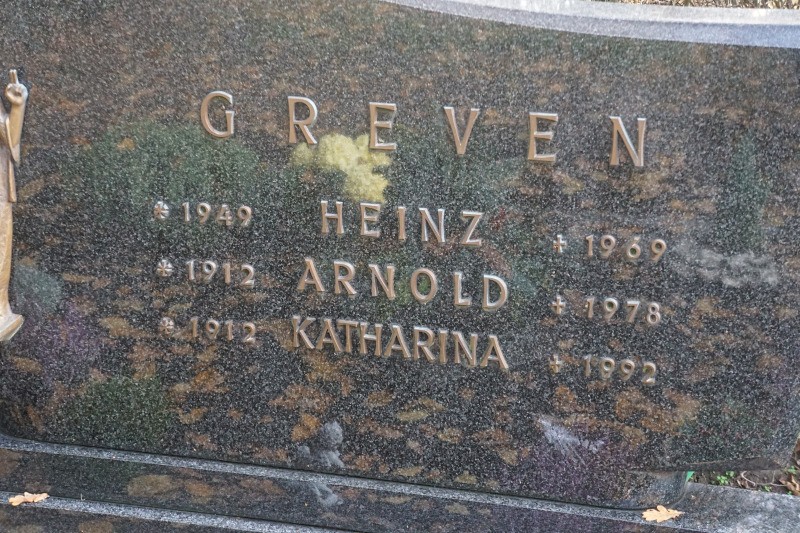 GREVEN
* 1949 HEINZ + 1969
* 1912 ARNOLD + 1978
* 1912 KATHARINA + 1992